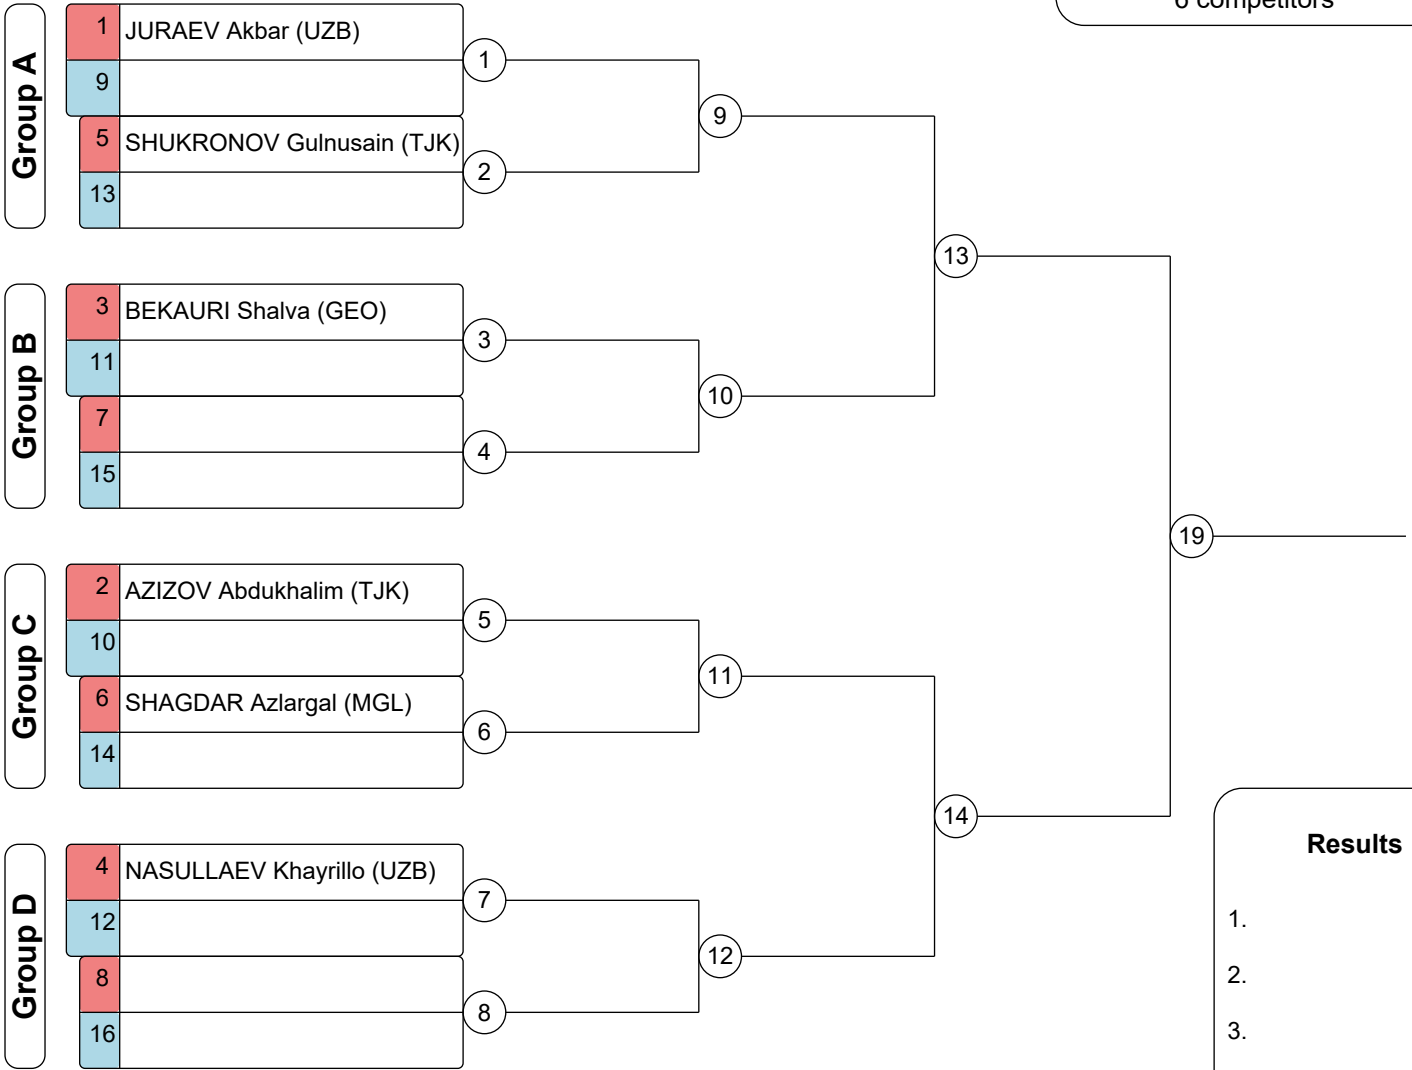 6 competitors
Group A
1 JURAEV Akbar (UZB)
9
5 SHUKRONOV Gulnusain (TJK)
13
1
2
9
Group B
3 BEKAURI Shalva (GEO)
11
7
15
3
4
10
13
Group C
2 AZIZOV Abdukhalim (TJK)
10
6 SHAGDAR Azlargal (MGL)
14
5
6
11
Group D
4 NASULLAEV Khayrillo (UZB)
12
8
16
7
8
12
14
19
Results
1.
2.
3.